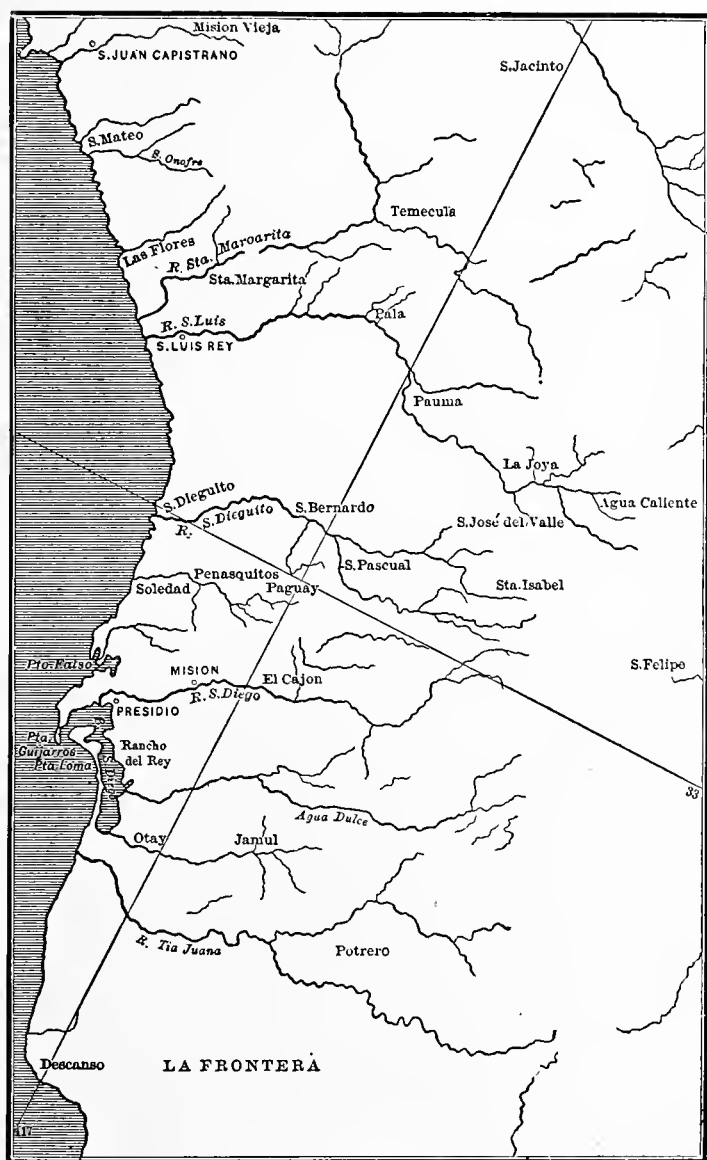 Mision Vieja
S. JUAN CAPISTRANO
S. Jacinto
S. Mateo
S. Onofre
Temecula
Las Flores
R. Sta. Margarita
Sta. Margarita
Pala
R. S. Luis
S. LUIS REY
Pauma
La Joya
Agua Caliente
S. Dieguito
R. S. Dieguito
S. Bernardo
S. José del Valle
S. Pascual
Sta. Isabel
Penasquitos
Soledad
Paguay
Pto. Falso
S. Felipe
MISION
El Cajon
R. S. Diego
PRESIDIO
Pta.
Guijarros
Pta. Loma
B. S. Diego
Rancho
del Rey
33
Agua Dulce
Otay
Jamul
R. Tia Juana
Potrero
Descanso
LA FRONTERA
117